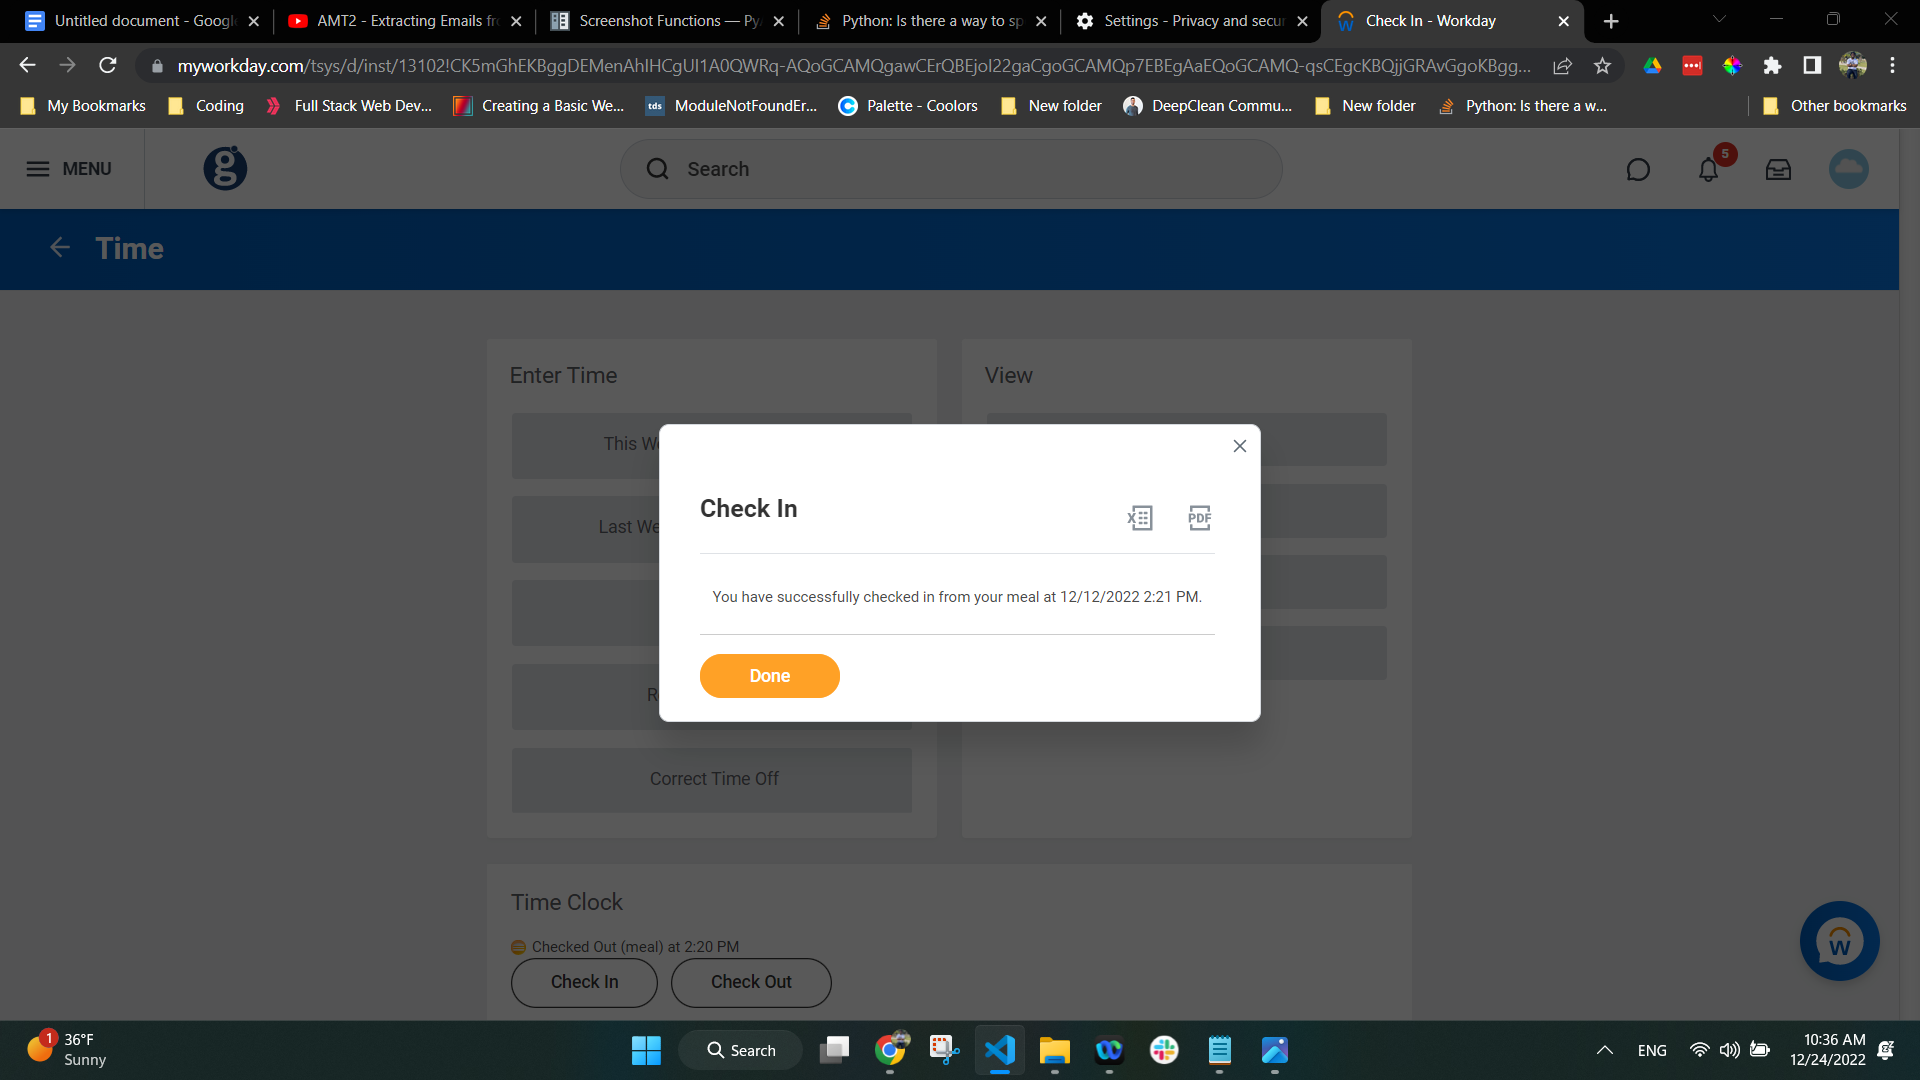 Untitled document - Googl
AMT2 - Extracting Emails fr
Screenshot Functions — Py
Python: Is there a way to sp
Settings - Privacy and secur
Check In - Workday
myworkday.com/tsys/d/inst/13102!CK5mGhEKBggDEMenAhIHCgUI1A0QWRq-AQoGCAMQgawCErQBEjoI22gaCgoGCAMQp7EBEgAaEQoGCAMQ-qsCEgcKBQjjGRAvGgoKBgg...
My Bookmarks
Coding
Full Stack Web Dev...
Creating a Basic We...
tds
ModuleNotFoundEr...
Palette - Coolors
New folder
DeepClean Commu...
New folder
Python: Is there a w...
Other bookmarks
MENU
g
Search
5
Time
Enter Time
View
This W
Last We
R
Correct Time Off
Check In
X
PDF
You have successfully checked in from your meal at 12/12/2022 2:21 PM.
Done
Time Clock
Checked Out (meal) at 2:20 PM
Check In
Check Out
W
1
36°F
Sunny
Search
ENG
10:36 AM
12/24/2022